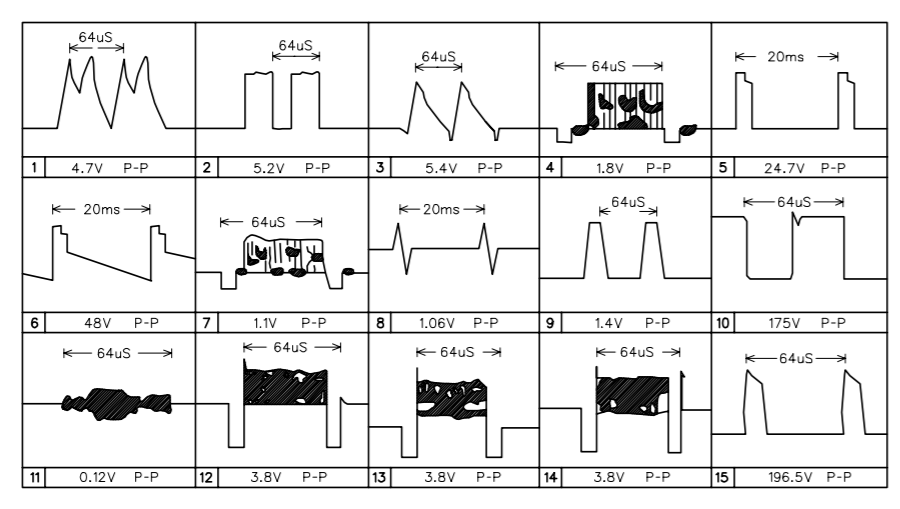 64uS 64uS 64uS 64uS 20ms
1 4.7V P-P 2 5.2V P-P 3 5.4V P-P 4 1.8V P-P 5 24.7V P-P
20ms 64uS 20ms 64uS 64uS
6 48V P-P 7 1.1V P-P 8 1.06V P-P 9 1.4V P-P 10 175V P-P
64uS 64uS 64uS 64uS 64uS
11 0.12V P-P 12 3.8V P-P 13 3.8V P-P 14 3.8V P-P 15 196.5V P-P